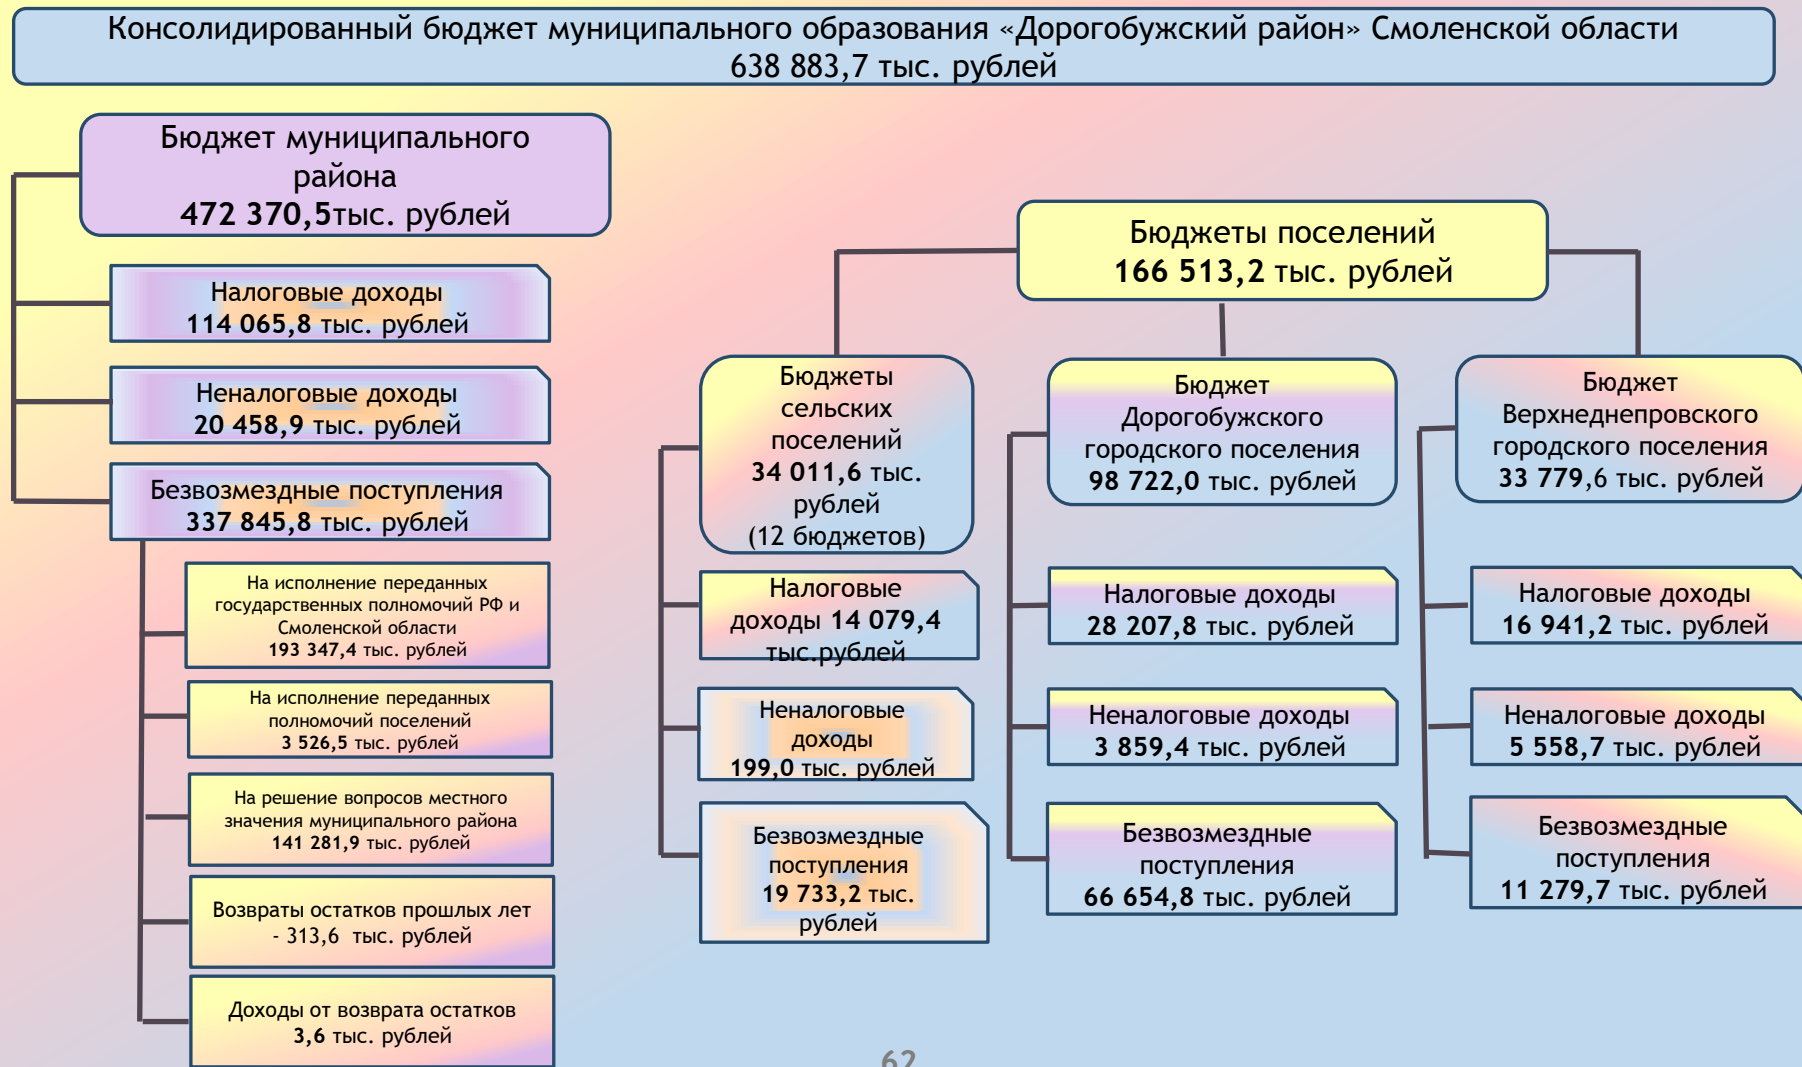 Консолидированный бюджет муниципального образования «Дорогобужский район» Смоленской области
638 883,7 тыс. рублей
Бюджет муниципального
района
472 370,5тыс. рублей
Налоговые доходы
114 065,8 тыс. рублей
Неналоговые доходы
20 458,9 тыс. рублей
Безвозмездные поступления
337 845,8 тыс. рублей
На исполнение переданных
государственных полномочий РФ и
Смоленской области
193 347,4 тыс. рублей
На исполнение переданных
полномочий поселений
3 526,5 тыс. рублей
На решение вопросов местного
значения муниципального района
141 281,9 тыс. рублей
Возвраты остатков прошлых лет
- 313,6 тыс. рублей
Доходы от возврата остатков
3,6 тыс. рублей
Бюджеты поселений
166 513,2 тыс. рублей
Бюджеты
сельских
поселений
34 011,6 тыс.
рублей
(12 бюджетов)
Налоговые
доходы 14 079,4
тыс.рублей
Неналоговые
доходы
199,0 тыс. рублей
Безвозмездные
поступления
19 733,2 тыс.
рублей
Бюджет
Дорогобужского
городского поселения
98 722,0 тыс. рублей
Налоговые доходы
28 207,8 тыс. рублей
Неналоговые доходы
3 859,4 тыс. рублей
Безвозмездные
поступления
66 654,8 тыс. рублей
Бюджет
Верхнеднепровского
городского поселения
33 779,6 тыс. рублей
Налоговые доходы
16 941,2 тыс. рублей
Неналоговые доходы
5 558,7 тыс. рублей
Безвозмездные
поступления
11 279,7 тыс. рублей
62